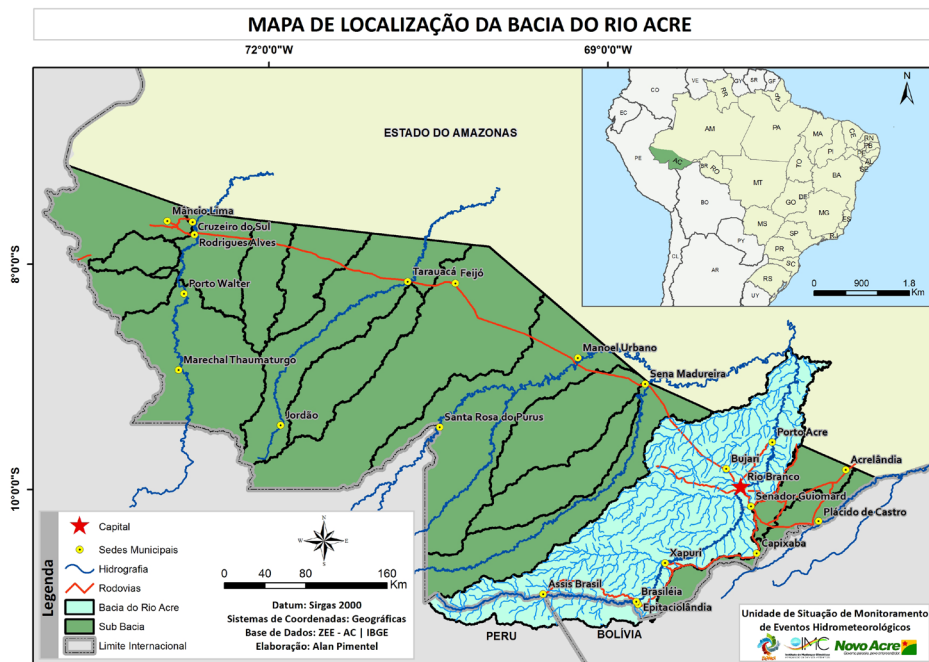 MAPA DE LOCALIZAÇÃO DA BACIA DO RIO ACRE
72°0'0"W
69°0'0"W
ESTADO DO AMAZONAS
N
VE
GY
SR
GF
CO
RR
AP
EC
AM
PA
MA
CE
RN
PB
PE
AL
SE
PI
PE
AC
BR
RO
TO
BA
MT
BO
GO
DF
MG
ES
MS
SP
RJ
PY
PR
SC
CL
AR
RS
UY
0 900 1.8
Km
8°0'0"S
10°0'0"S
Mâncio Lima
Cruzeiro do Sul
Rodrigues Alves
Tarauacá
Feijó
Porto Walter
Manoel Urbano
Marechal Thaumaturgo
Sena Madureira
Jordão
Santa Rosa do Purus
Porto Acre
Bujari
Acrelândia
Rio Branco
Senador Guiomard
Plácido de Castro
Capixaba
Xapuri
Assis Brasil
Brasiléia
Epitaciolândia
PERU
BOLÍVIA
Legenda
Capital
Sedes Municipais
Hidrografia
Rodovias
Bacia do Rio Acre
Sub Bacia
Limite Internacional
N
W
E
S
0 40 80 160
Km
Datum: Sirgas 2000
Sistemas de Coordenadas: Geográficas
Base de Dados: ZEE - AC | IBGE
Elaboração: Alan Pimentel
Unidade de Situação de Monitoramento
de Eventos Hidrometeorológicos
IMC
Novo Acre